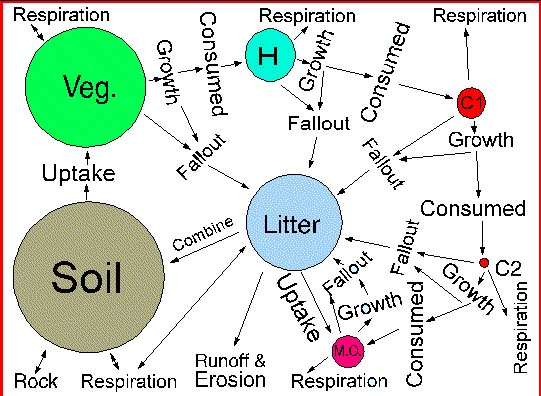 Respiration
Respiration
Respiration
Veg.
Growth
Consumed
H
Growth
Consumed
C1
Growth
Fallout
Fallout
Fallout
Uptake
Consumed
Litter
Combine
Soil
Fallout
C2
Growth
Respiration
Consumed
Uptake
Fallout
Growth
M.O.
Respiration
Runoff &
Erosion
Rock
Respiration